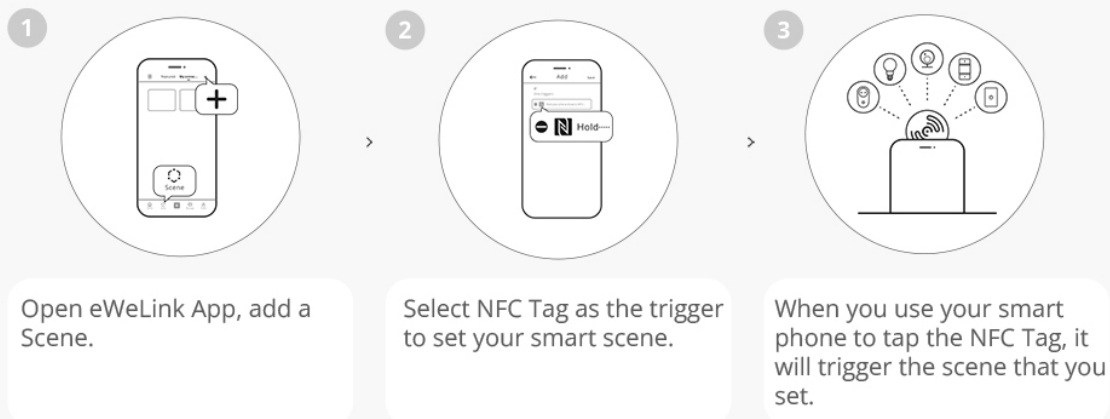 1
2
3
+
Scene
Add
Hold
Open eWeLink App, add a
Scene.
Select NFC Tag as the trigger
to set your smart scene.
When you use your smart
phone to tap the NFC Tag, it
will trigger the scene that you
set.